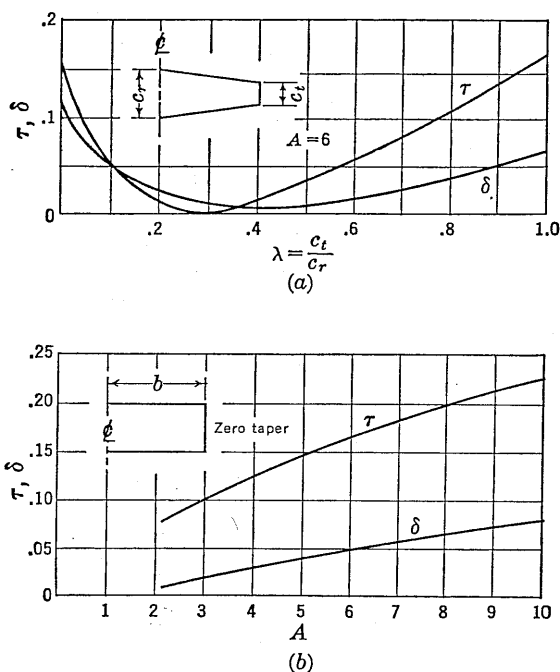 .2
τ, δ
.1
0
℄
c_r
c_t
A = 6
τ
δ
.2 .4 .6 .8 1.0
λ = c_t/c_r
(a)
.25
.20
.15
.10
.05
0
τ, δ
b
℄
Zero taper
τ
δ
1 2 3 4 5 6 7 8 9 10
A
(b)